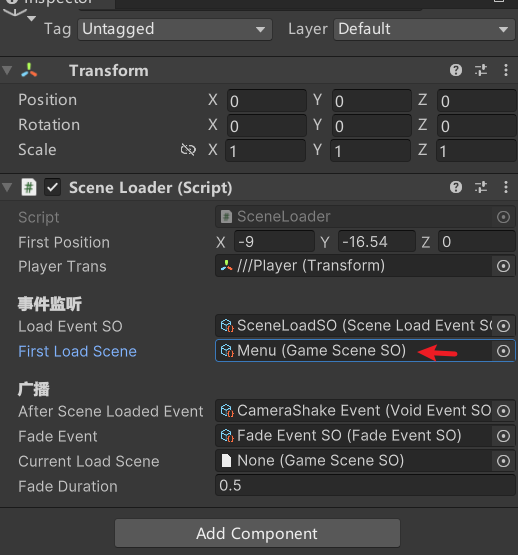 Inspector
Tag Untagged Layer Default
Transform
Position X 0 Y 0 Z 0
Rotation X 0 Y 0 Z 0
Scale X 1 Y 1 Z 1
# Scene Loader (Script)
Script # SceneLoader
First Position X -9 Y -16.54 Z 0
Player Trans ///Player (Transform)
事件监听
Load Event SO SceneLoadSO (Scene Load Event SO
First Load Scene Menu (Game Scene SO)
广播
After Scene Loaded Event CameraShake Event (Void Event SO
Fade Event Fade Event SO (Fade Event SO)
Current Load Scene None (Game Scene SO)
Fade Duration 0.5
Add Component